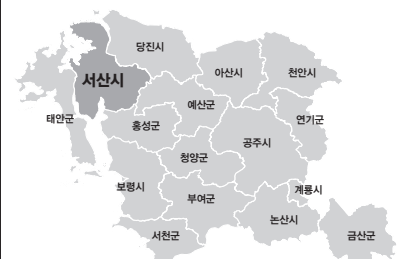 당진시
아산시
천안시
서산시
예산군
태안군
홍성군
연기군
공주시
청양군
보령시
부여군
계룡시
논산시
서천군
금산군